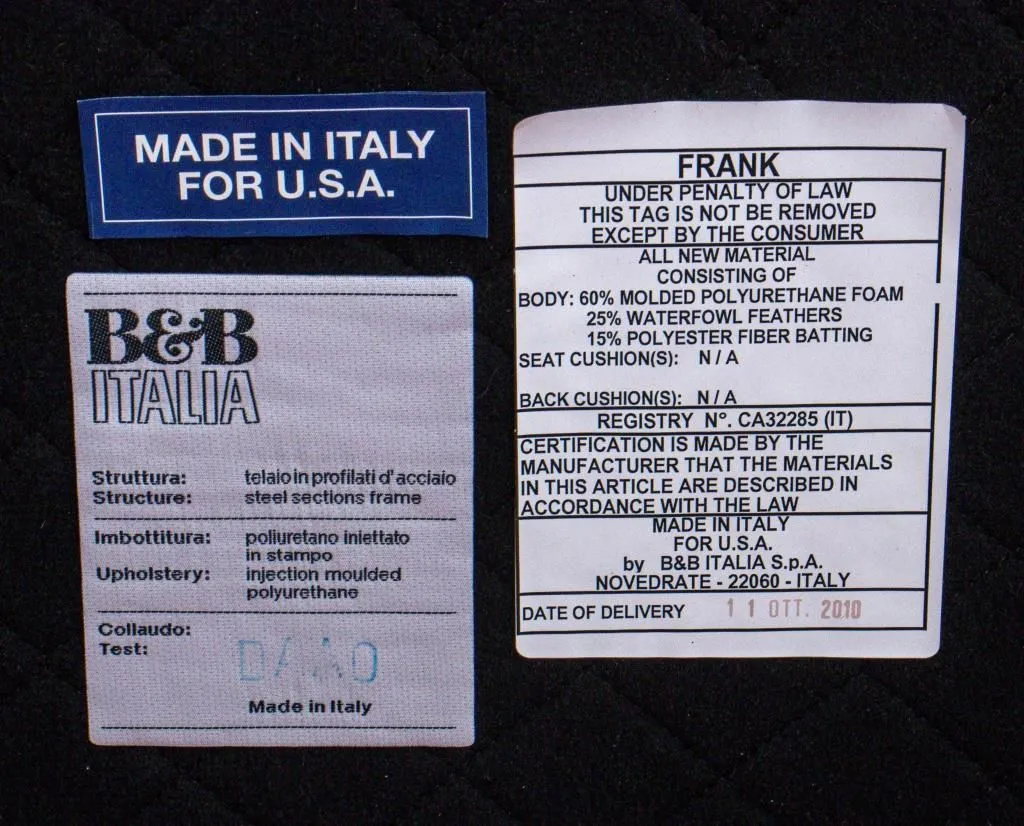 MADE IN ITALY
FOR U.S.A.
B&B
ITALIA
Struttura: telaio in profilati d'acciaio
Structure: steel sections frame
Imbottitura: poliuretano iniettato
in stampo
Upholstery: injection moulded
polyurethane
Collaudo:
Test:
Made in Italy
FRANK
UNDER PENALTY OF LAW
THIS TAG IS NOT BE REMOVED
EXCEPT BY THE CONSUMER
ALL NEW MATERIAL
CONSISTING OF
BODY: 60% MOLDED POLYURETHANE FOAM
25% WATERFOWL FEATHERS
15% POLYESTER FIBER BATTING
SEAT CUSHION(S): N / A
BACK CUSHION(S): N / A
REGISTRY N°. CA32285 (IT)
CERTIFICATION IS MADE BY THE
MANUFACTURER THAT THE MATERIALS
IN THIS ARTICLE ARE DESCRIBED IN
ACCORDANCE WITH THE LAW
MADE IN ITALY
FOR U.S.A.
by B&B ITALIA S.p.A.
NOVEDRATE - 22060 - ITALY
DATE OF DELIVERY 11 OTT. 2010